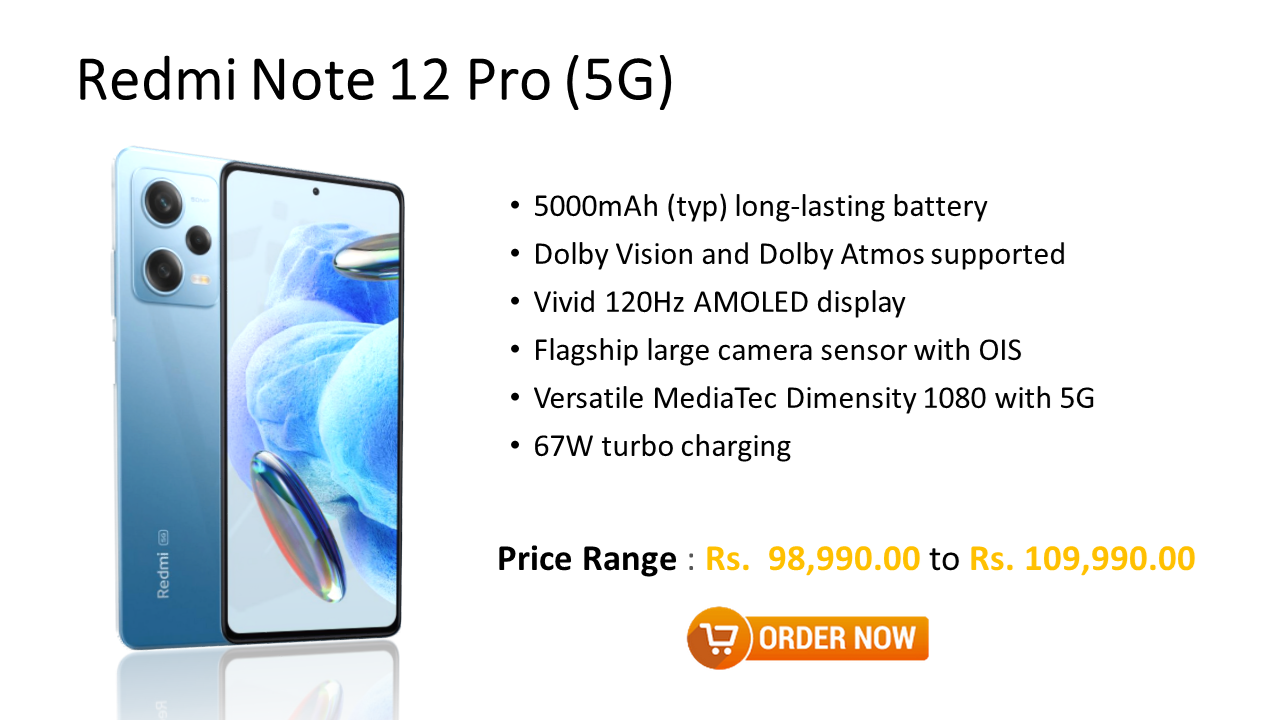 Redmi Note 12 Pro (5G)
• 5000mAh (typ) long-lasting battery
• Dolby Vision and Dolby Atmos supported
• Vivid 120Hz AMOLED display
• Flagship large camera sensor with OIS
• Versatile MediaTec Dimensity 1080 with 5G
• 67W turbo charging
Price Range : Rs. 98,990.00 to Rs. 109,990.00
ORDER NOW
Redmi 5G